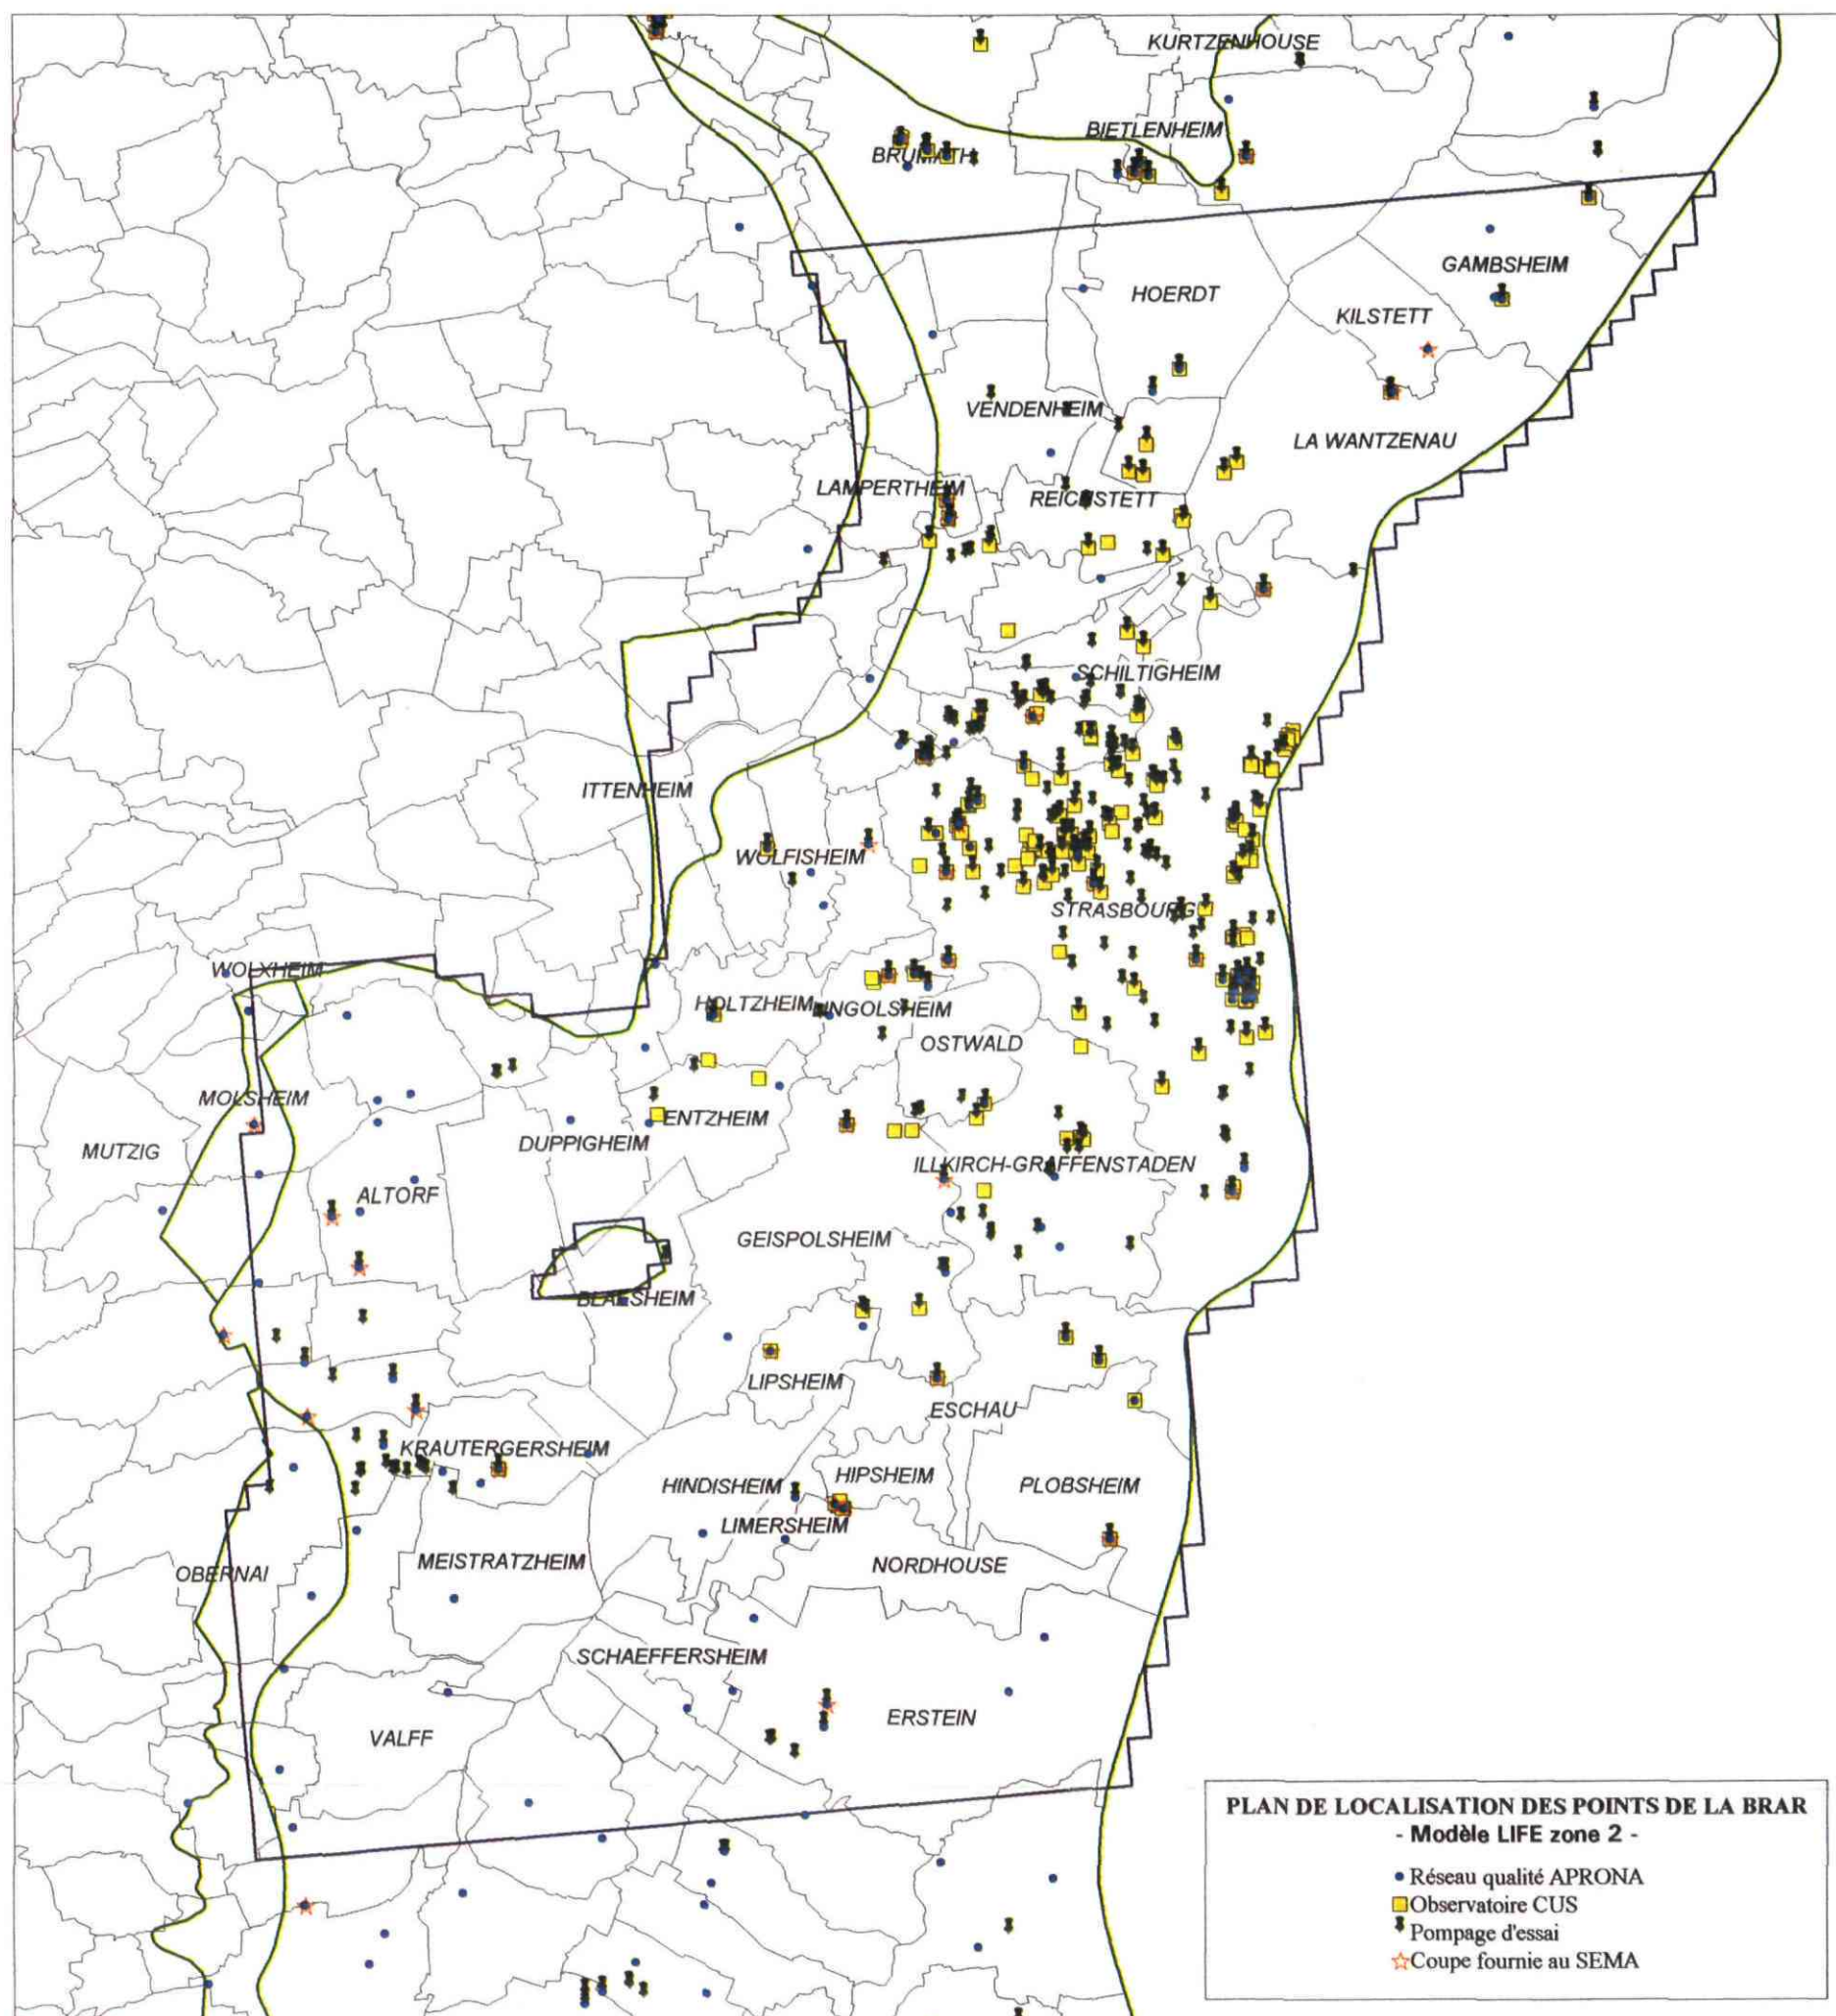 KURTZENHOUSE
BIETLENHEIM
BRUMATH
GAMBSHEIM
HOERDT
KILSTETT
VENDENHEIM
LA WANTZENAU
LAMPERTHEIM
REICHSTETT
SCHILTIGHEIM
ITTENHEIM
WOLFISHEIM
STRASBOURG
WOLXHEIM
HOLTZHEIM
LINGOLSHEIM
OSTWALD
MOLSHEIM
ENTZHEIM
DUPPIGHEIM
MUTZIG
ILLKIRCH-GRAFFENSTADEN
ALTORF
GEISPOLSHEIM
BLAESHEIM
LIPSHEIM
ESCHAU
KRAUTERGERSHEIM
HIPSHEIM
HINDISHEIM
PLOBSHEIM
LIMERSHEIM
MEISTRATZHEIM
NORDHOUSE
OBERNAI
SCHAEFFERSHEIM
ERSTEIN
VALFF
PLAN DE LOCALISATION DES POINTS DE LA BRAR
- Modèle LIFE zone 2 -
Réseau qualité APRONA
Observatoire CUS
Pompage d'essai
Coupe fournie au SEMA